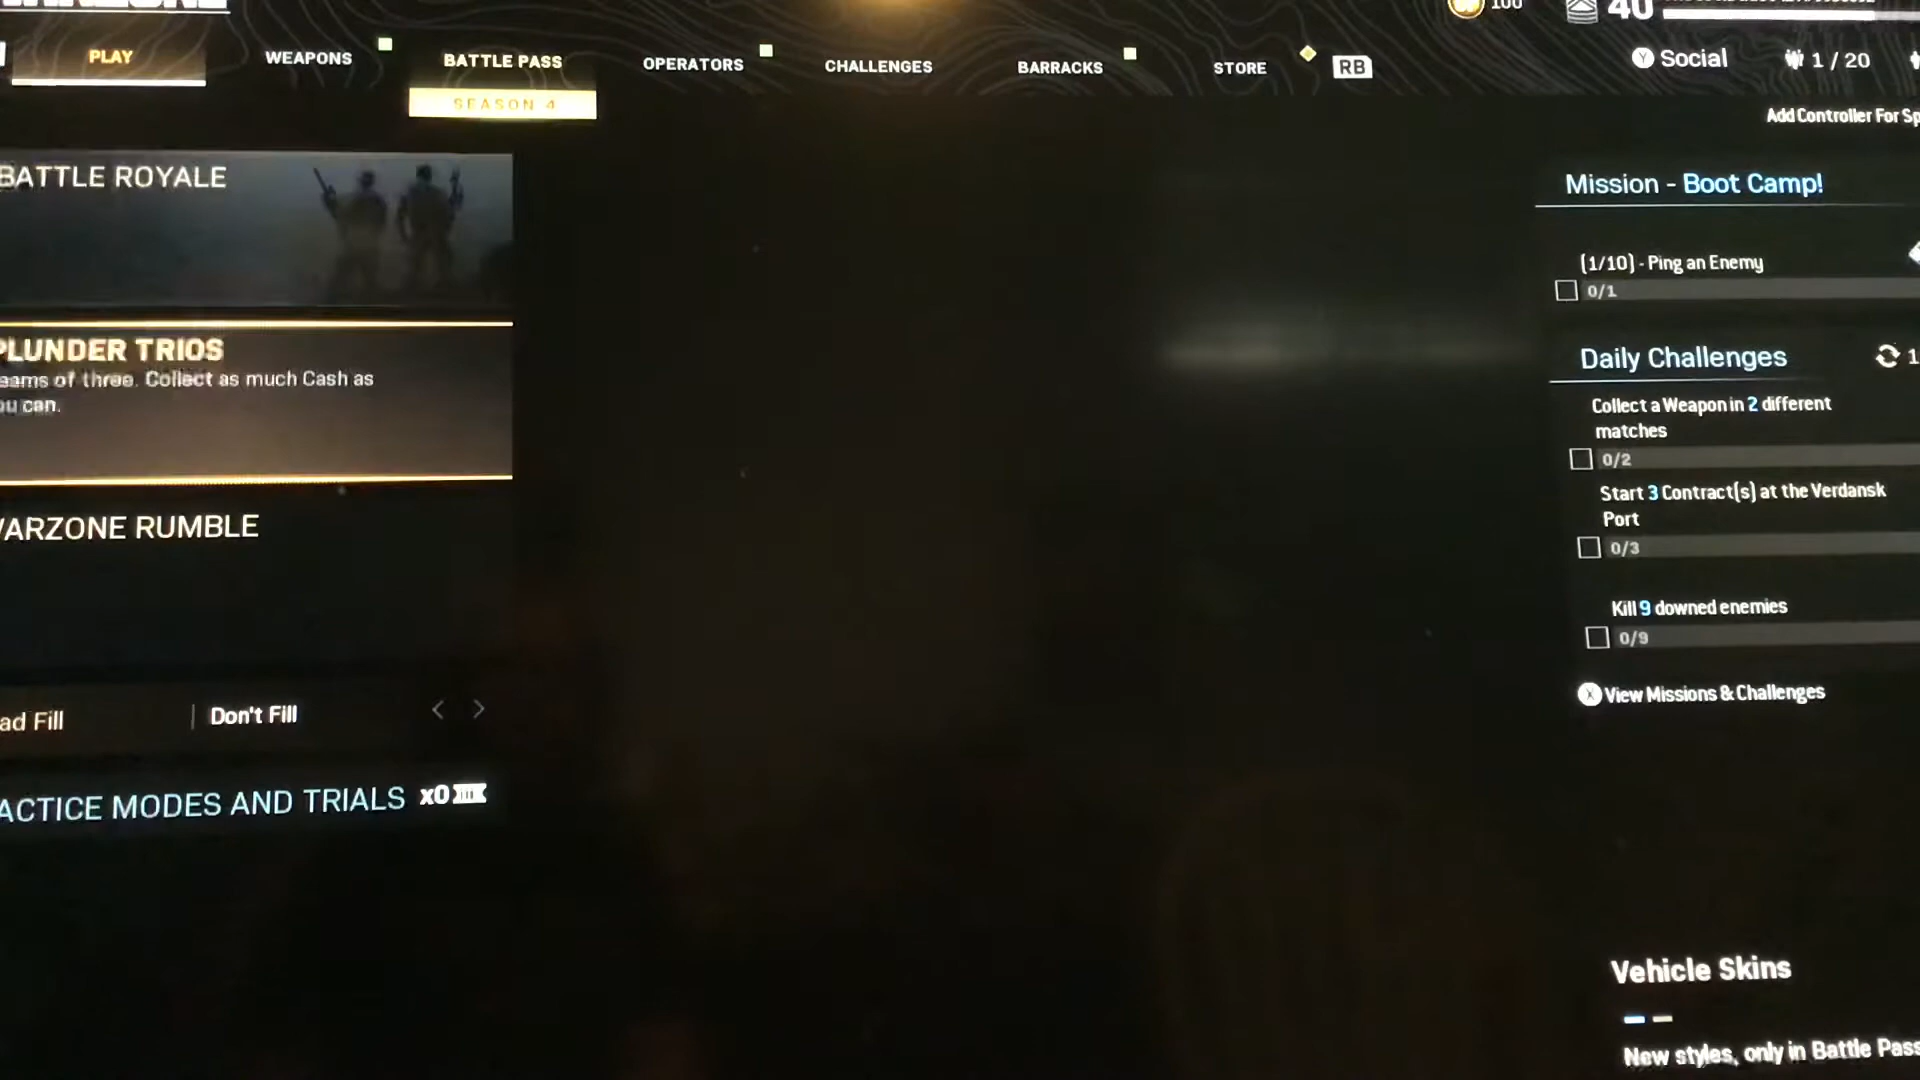 100
40
PLAY
WEAPONS
BATTLE PASS
OPERATORS
CHALLENGES
BARRACKS
STORE
RB
Y Social
1 / 20
SEASON 4
Add Controller For Sp
BATTLE ROYALE
Mission - Boot Camp!
(1/10) - Ping an Enemy
0/1
PLUNDER TRIOS
eams of three. Collect as much Cash as
ou can.
Daily Challenges
1
Collect a Weapon in 2 different
matches
0/2
Start 3 Contract(s) at the Verdansk
Port
0/3
WARZONE RUMBLE
Kill 9 downed enemies
0/9
X View Missions & Challenges
ad Fill
Don't Fill
ACTICE MODES AND TRIALS x0
Vehicle Skins
New styles, only in Battle Pass